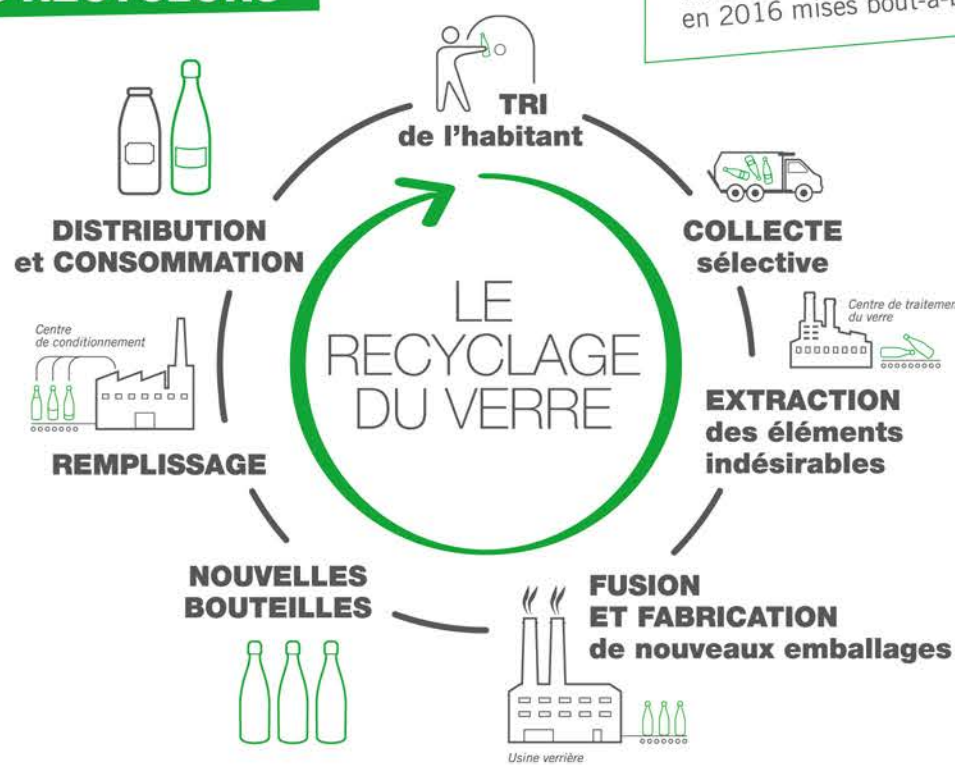 RECYCLEURS
en 2016 mises bout-à-b
TRI
de l'habitant
COLLECTE
sélective
Centre de traitement
du verre
EXTRACTION
des éléments
indésirables
FUSION
ET FABRICATION
de nouveaux emballages
Usine verrière
NOUVELLES
BOUTEILLES
REMPLISSAGE
Centre
de conditionnement
DISTRIBUTION
et CONSOMMATION
LE
RECYCLAGE
DU VERRE